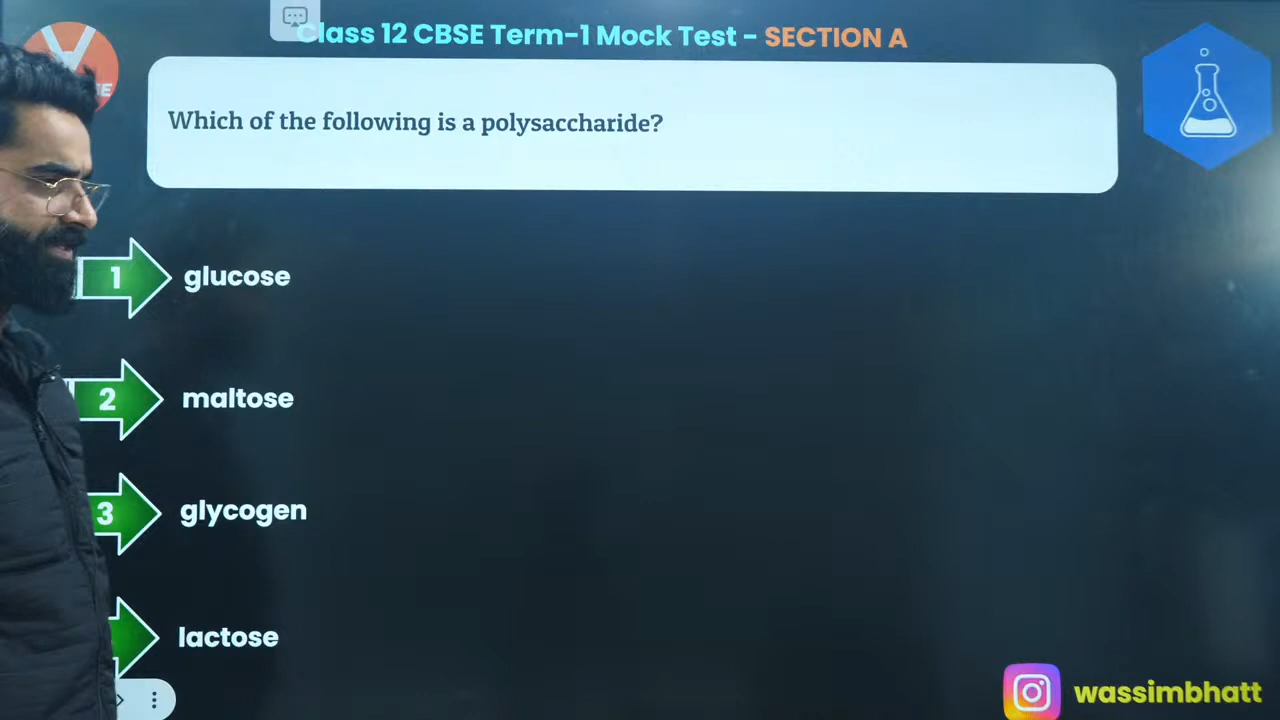 Class 12 CBSE Term-1 Mock Test - SECTION A
Which of the following is a polysaccharide?
1 glucose
2 maltose
3 glycogen
lactose
wassimbhatt